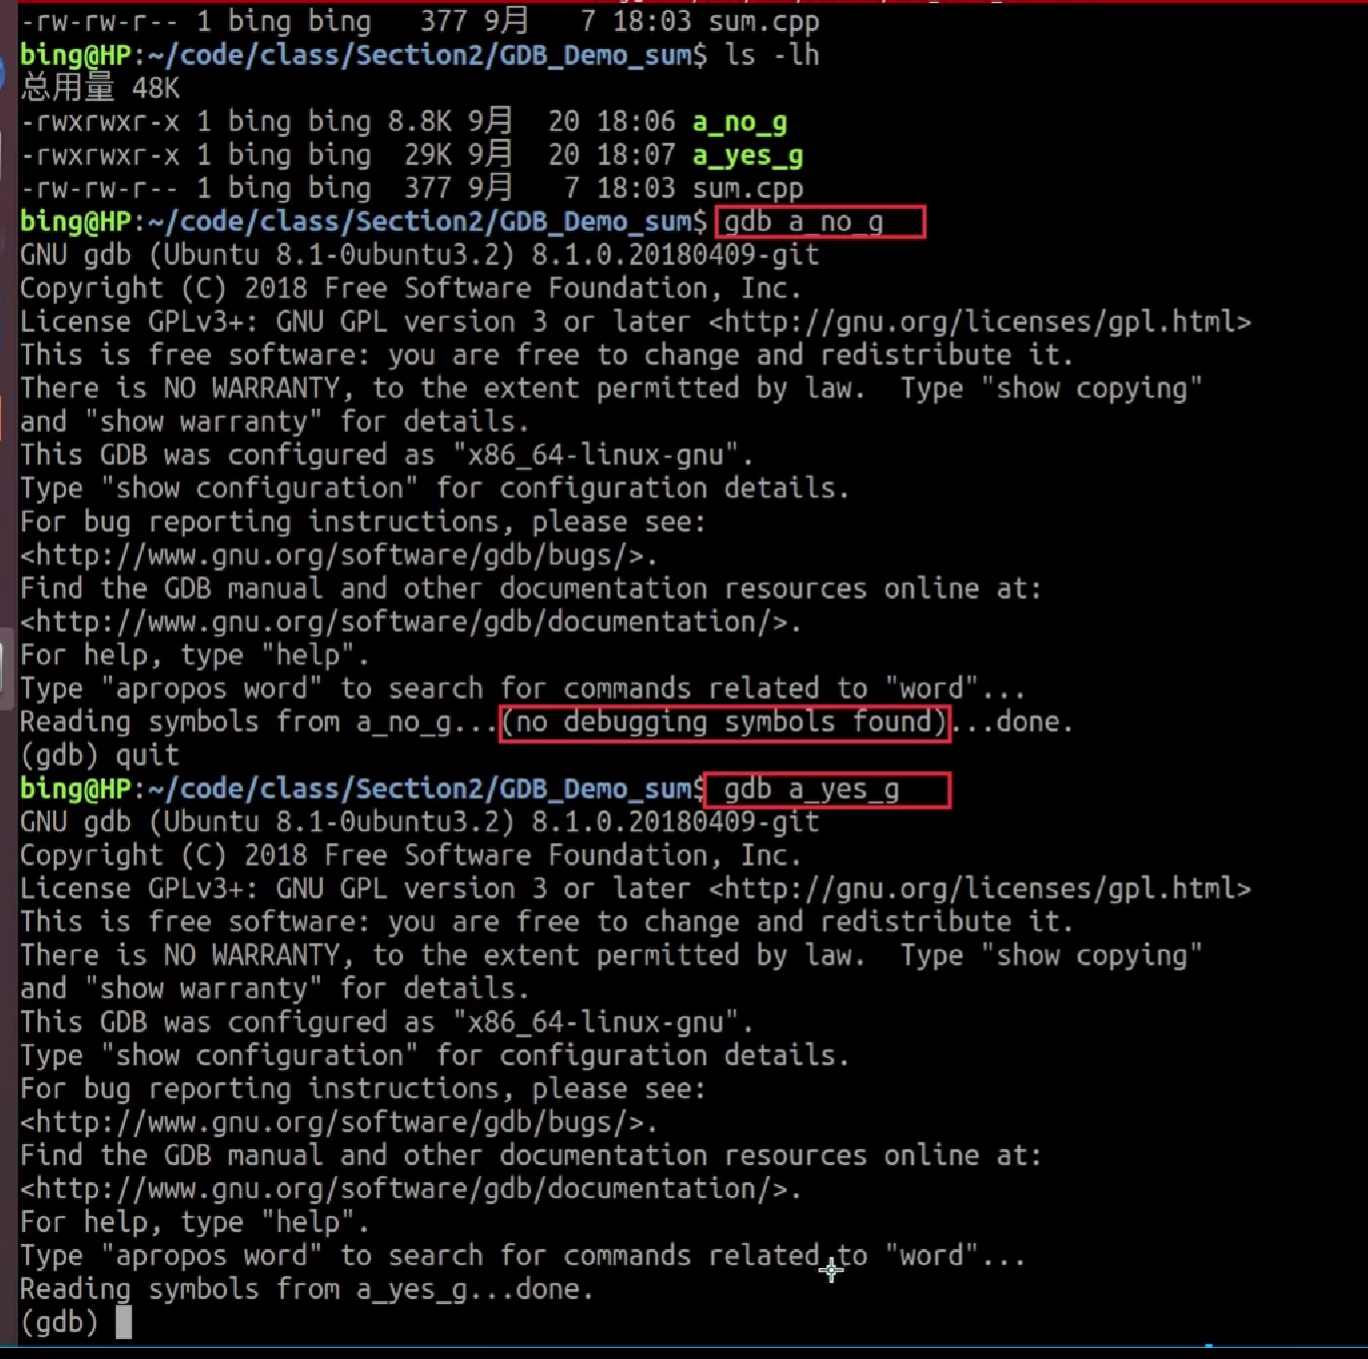 -rw-rw-r-- 1 bing bing   377 9月   7 18:03 sum.cpp
bing@HP:~/code/class/Section2/GDB_Demo_sum$ ls -lh
总用量 48K
-rwxrwxr-x 1 bing bing 8.8K 9月  20 18:06 a_no_g
-rwxrwxr-x 1 bing bing  29K 9月  20 18:07 a_yes_g
-rw-rw-r-- 1 bing bing  377 9月   7 18:03 sum.cpp
bing@HP:~/code/class/Section2/GDB_Demo_sum$ gdb a_no_g
GNU gdb (Ubuntu 8.1-0ubuntu3.2) 8.1.0.20180409-git
Copyright (C) 2018 Free Software Foundation, Inc.
License GPLv3+: GNU GPL version 3 or later <http://gnu.org/licenses/gpl.html>
This is free software: you are free to change and redistribute it.
There is NO WARRANTY, to the extent permitted by law.  Type "show copying"
and "show warranty" for details.
This GDB was configured as "x86_64-linux-gnu".
Type "show configuration" for configuration details.
For bug reporting instructions, please see:
<http://www.gnu.org/software/gdb/bugs/>.
Find the GDB manual and other documentation resources online at:
<http://www.gnu.org/software/gdb/documentation/>.
For help, type "help".
Type "apropos word" to search for commands related to "word"...
Reading symbols from a_no_g...(no debugging symbols found)...done.
(gdb) quit
bing@HP:~/code/class/Section2/GDB_Demo_sum$ gdb a_yes_g
GNU gdb (Ubuntu 8.1-0ubuntu3.2) 8.1.0.20180409-git
Copyright (C) 2018 Free Software Foundation, Inc.
License GPLv3+: GNU GPL version 3 or later <http://gnu.org/licenses/gpl.html>
This is free software: you are free to change and redistribute it.
There is NO WARRANTY, to the extent permitted by law.  Type "show copying"
and "show warranty" for details.
This GDB was configured as "x86_64-linux-gnu".
Type "show configuration" for configuration details.
For bug reporting instructions, please see:
<http://www.gnu.org/software/gdb/bugs/>.
Find the GDB manual and other documentation resources online at:
<http://www.gnu.org/software/gdb/documentation/>.
For help, type "help".
Type "apropos word" to search for commands related to "word"...
Reading symbols from a_yes_g...done.
(gdb)